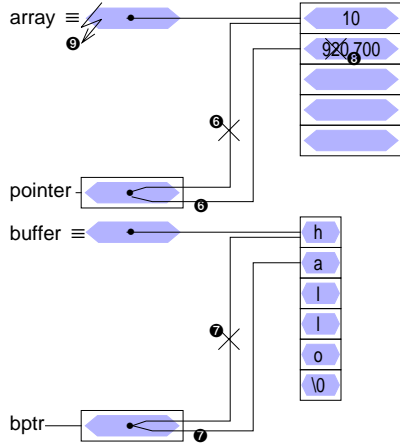 array ≡
❾
10
920 700
❽
❻
pointer
❻
buffer ≡
h
a
l
l
o
\0
❼
bptr
❼